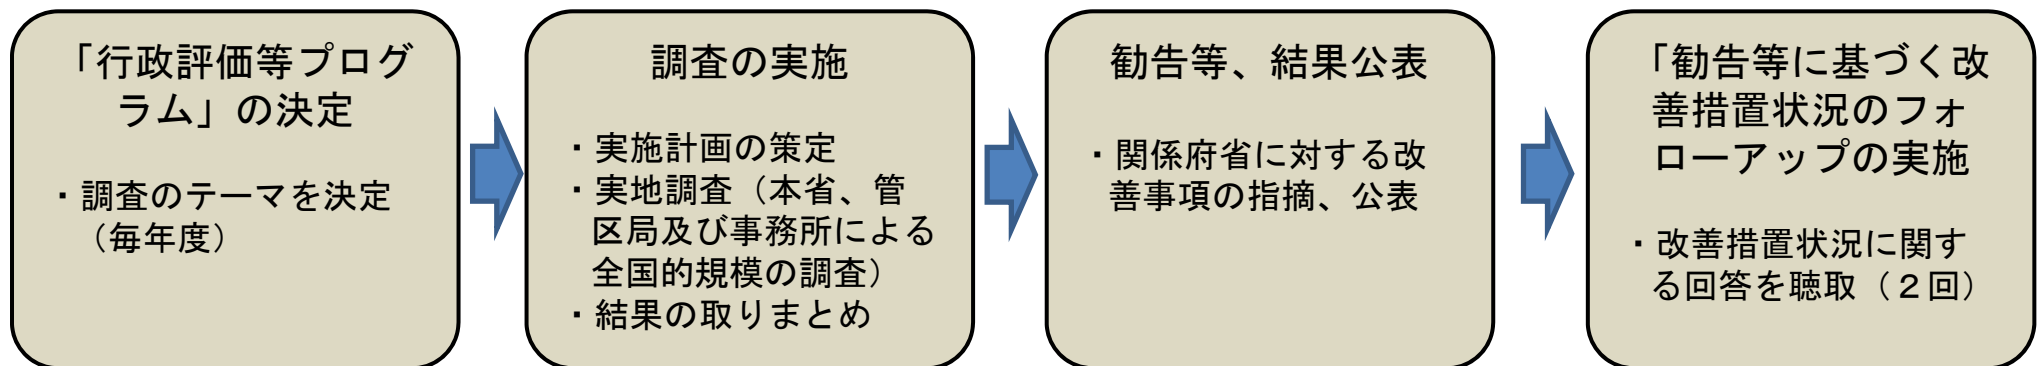 「行政評価等プログ
ラム」の決定
・調査のテーマを決定
（毎年度）
調査の実施
・実施計画の策定
・実地調査（本省、管
区局及び事務所による
全国的規模の調査）
・結果の取りまとめ
勧告等、結果公表
・関係府省に対する改
善事項の指摘、公表
「勧告等に基づく改
善措置状況のフォ
ローアップの実施
・改善措置状況に関す
る回答を聴取（２回）